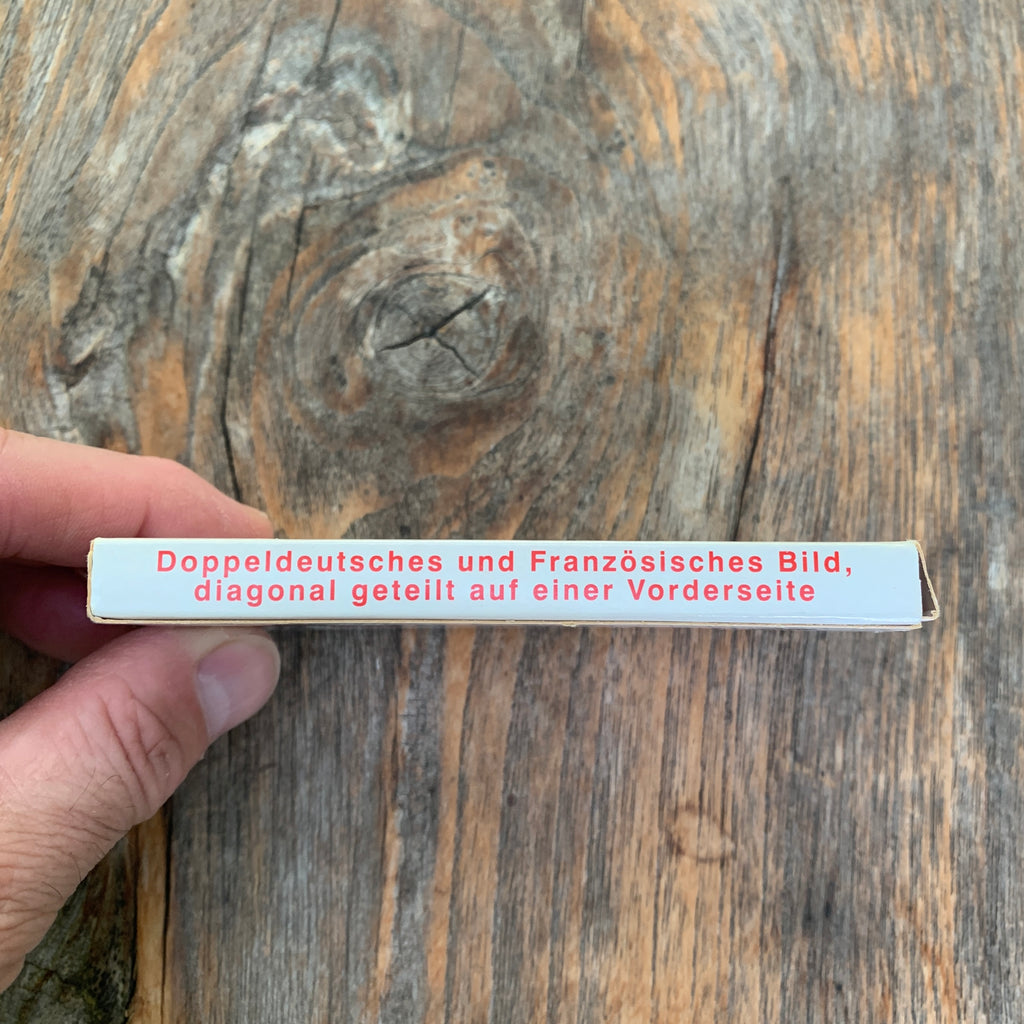 Doppeldeutsches und Französisches Bild,
diagonal geteilt auf einer Vorderseite